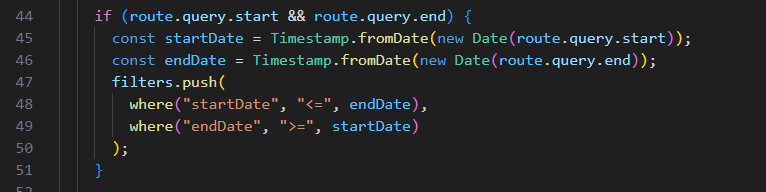 44 if (route.query.start && route.query.end) {
45 const startDate = Timestamp.fromDate(new Date(route.query.start));
46 const endDate = Timestamp.fromDate(new Date(route.query.end));
47 filters.push(
48 where("startDate", "<=", endDate),
49 where("endDate", ">=", startDate)
50 );
51 }